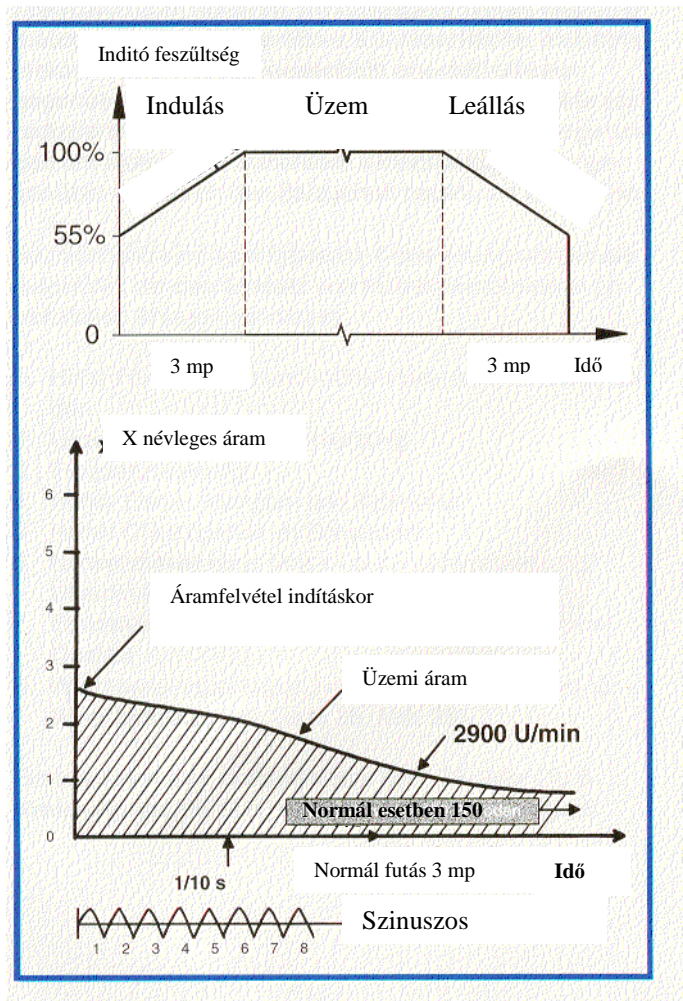 Inditó feszűltség
Indulás Üzem Leállás
100%
55%
0
3 mp 3 mp Idő
X névleges áram
6
5
4
Áramfelvétel indításkor
3
Üzemi áram
2
2900 U/min
1
Normál esetben 150
0
Normál futás 3 mp Idő
1/10 s
Szinuszos
1 2 3 4 5 6 7 8